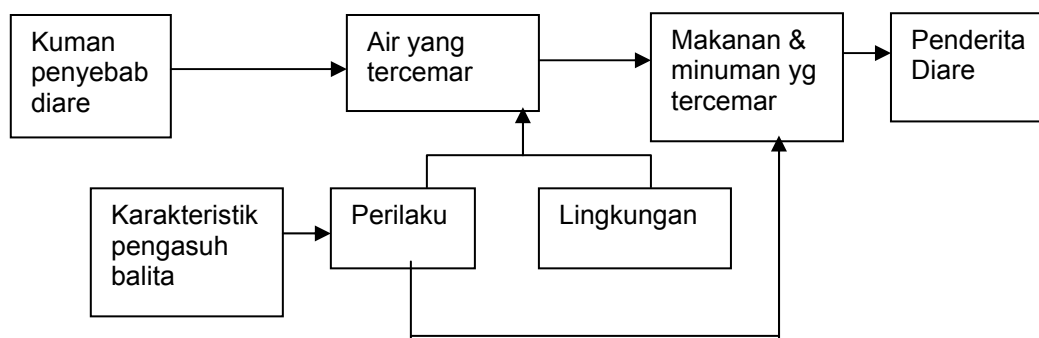 Kuman
penyebab
diare
Air yang
tercemar
Makanan &
minuman yg
tercemar
Penderita
Diare
Karakteristik
pengasuh
balita
Perilaku
Lingkungan